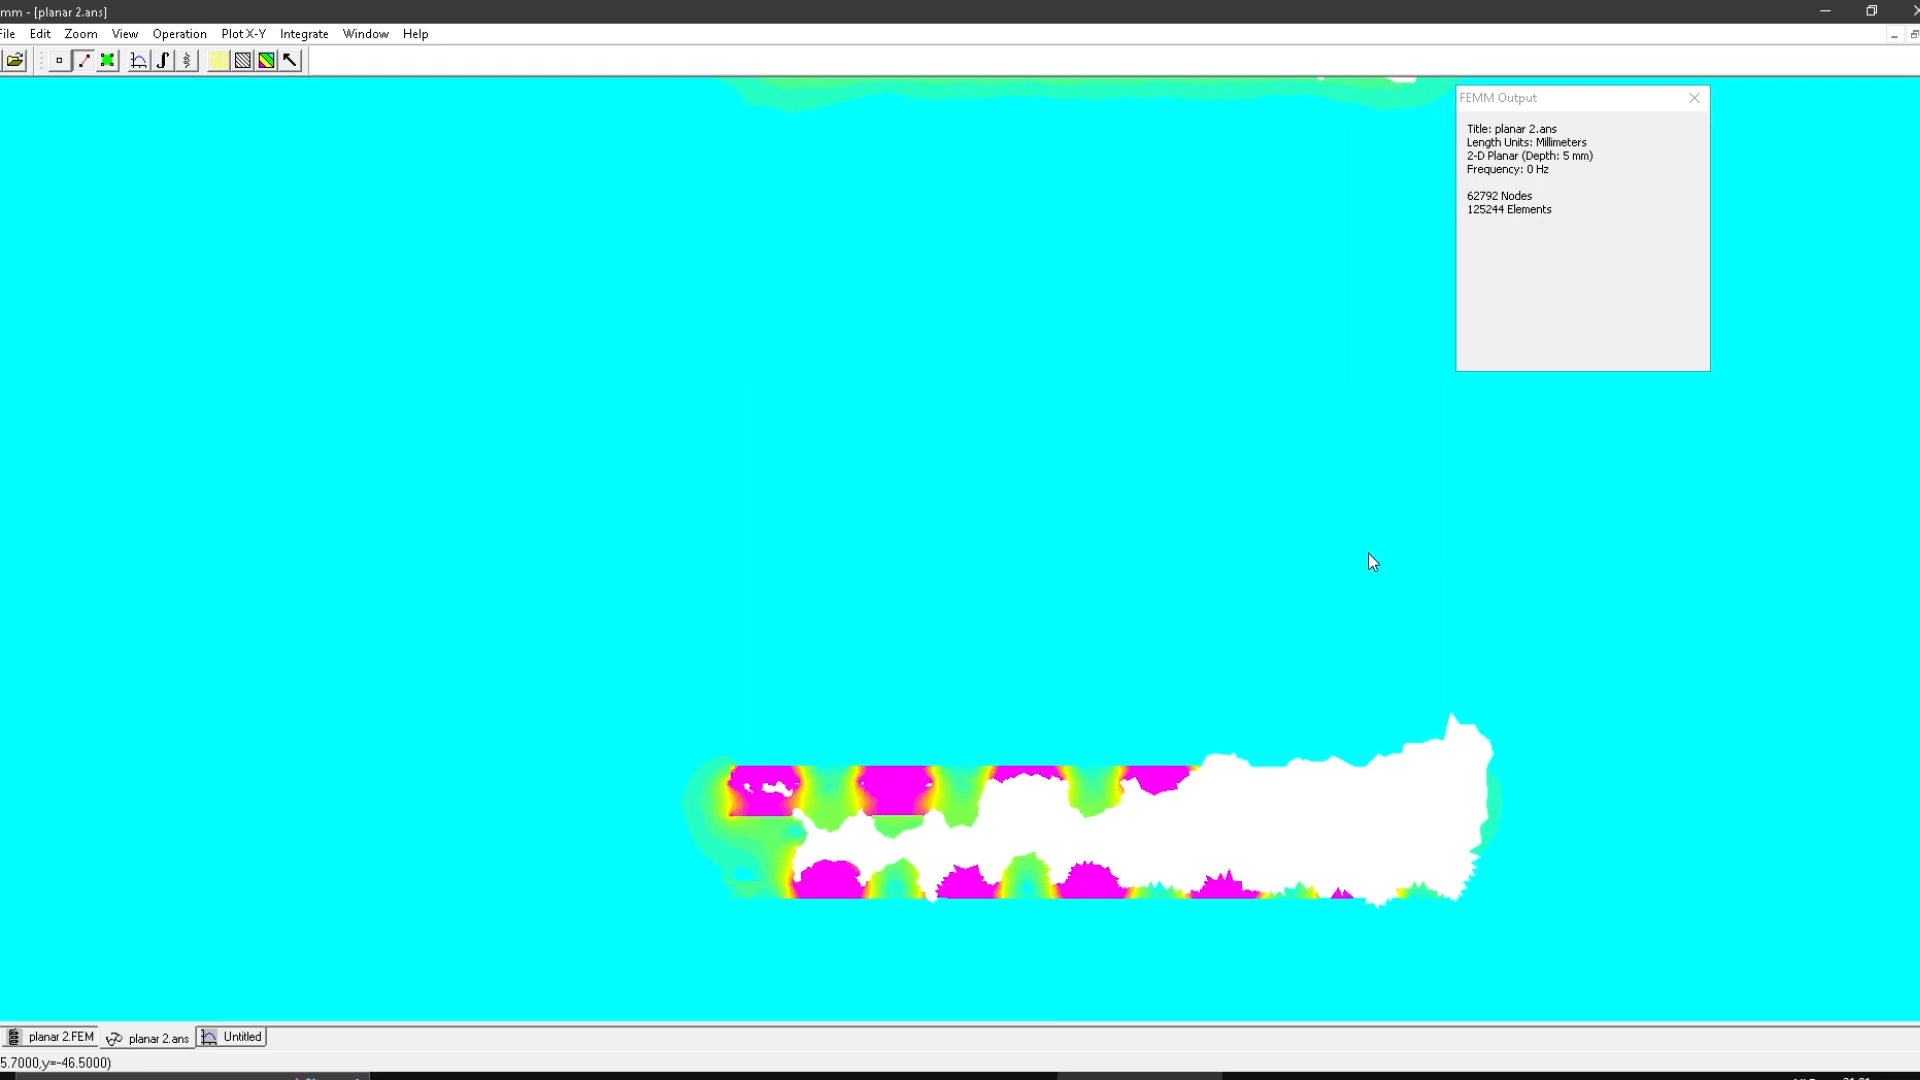 mm - [planar 2.ans]
File Edit Zoom View Operation Plot X-Y Integrate Window Help
FEMM Output
Title: planar 2.ans
Length Units: Millimeters
2-D Planar (Depth: 5 mm)
Frequency: 0 Hz
62792 Nodes
125244 Elements
planar 2.FEM planar 2.ans Untitled
5.7000,y=-46.5000)